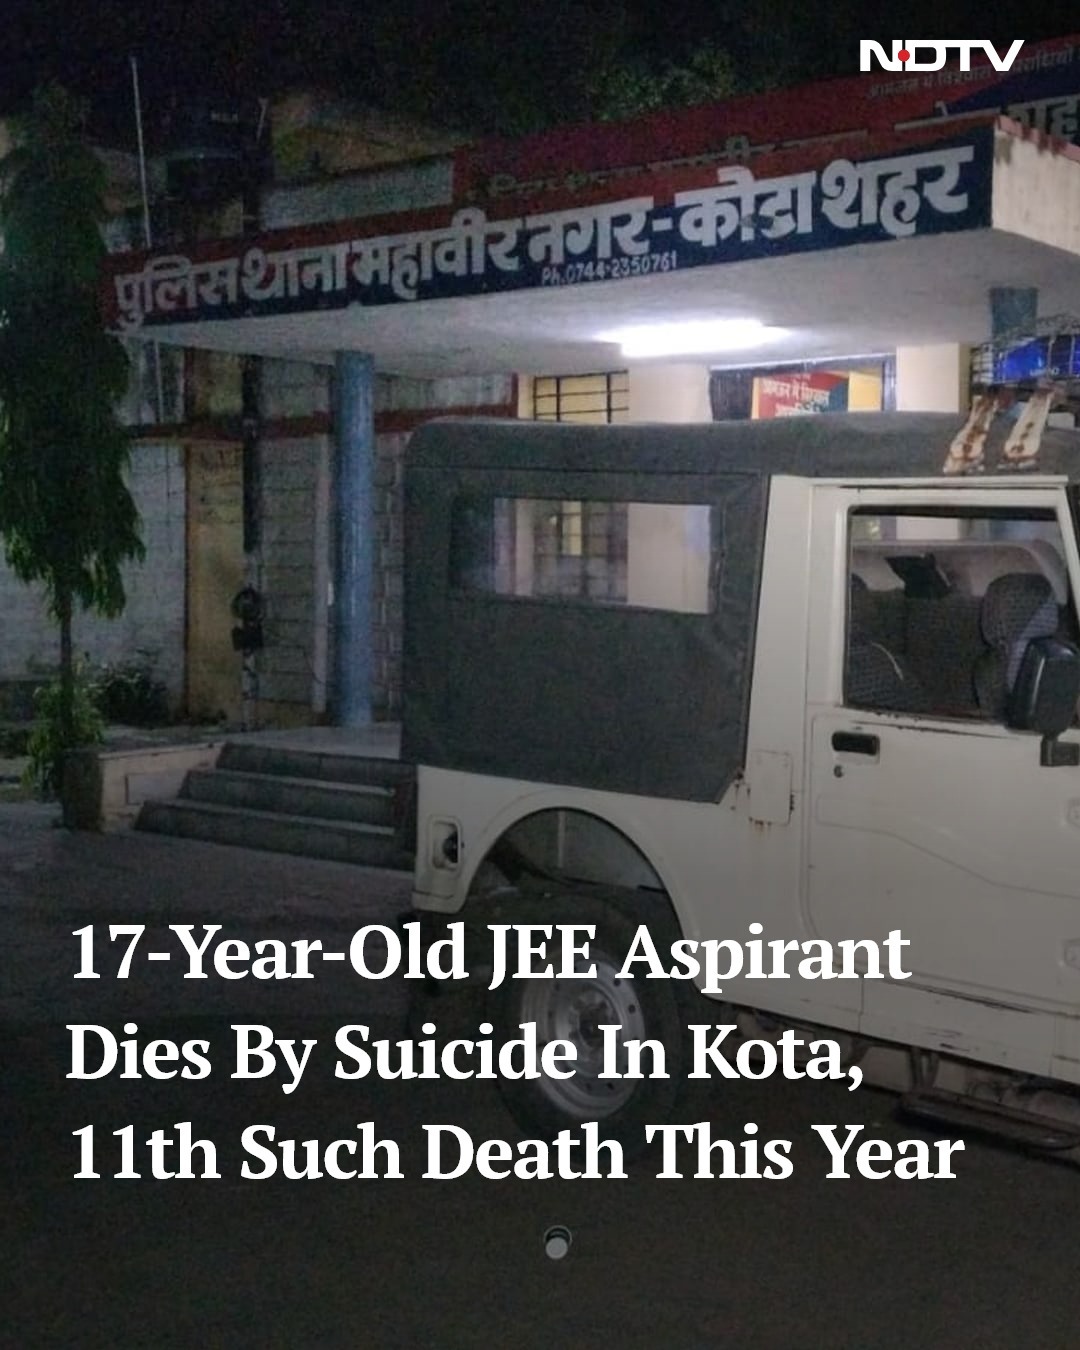 NDTV
पुलिस थाना महावीर नगर-कोटा शहर
Ph.0744-2350761
17-Year-Old JEE Aspirant
Dies By Suicide In Kota,
11th Such Death This Year